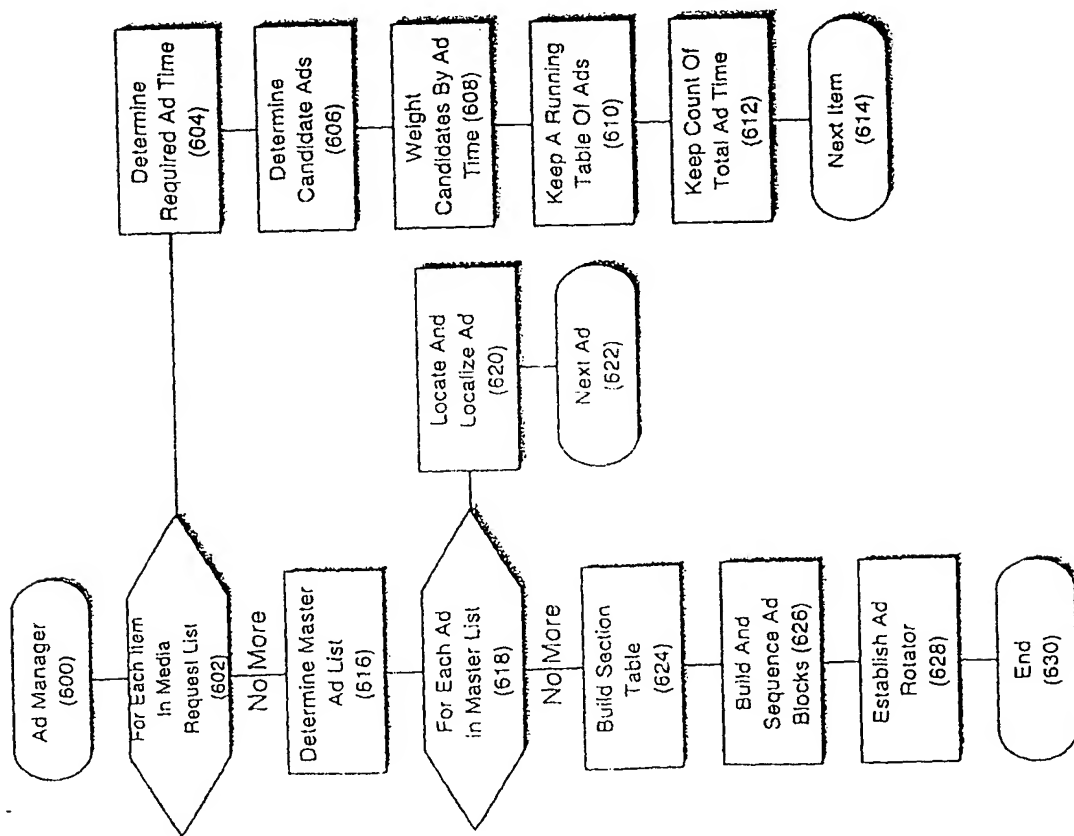 Ad Manager
(600)
For Each Item
In Media
Request List
(602)
No More
Determine Master
Ad List
(616)
For Each Ad
in Master List
(618)
No More
Build Section
Table
(624)
Build And
Sequence Ad
Blocks (626)
Establish Ad
Rotator
(628)
End
(630)
Locate And
Localize Ad
(620)
Next Ad
(622)
Determine
Required Ad Time
(604)
Determine
Candidate Ads
(606)
Weight
Candidates By Ad
Time (608)
Keep A Running
Table Of Ads
(610)
Keep Count Of
Total Ad Time
(612)
Next Item
(614)